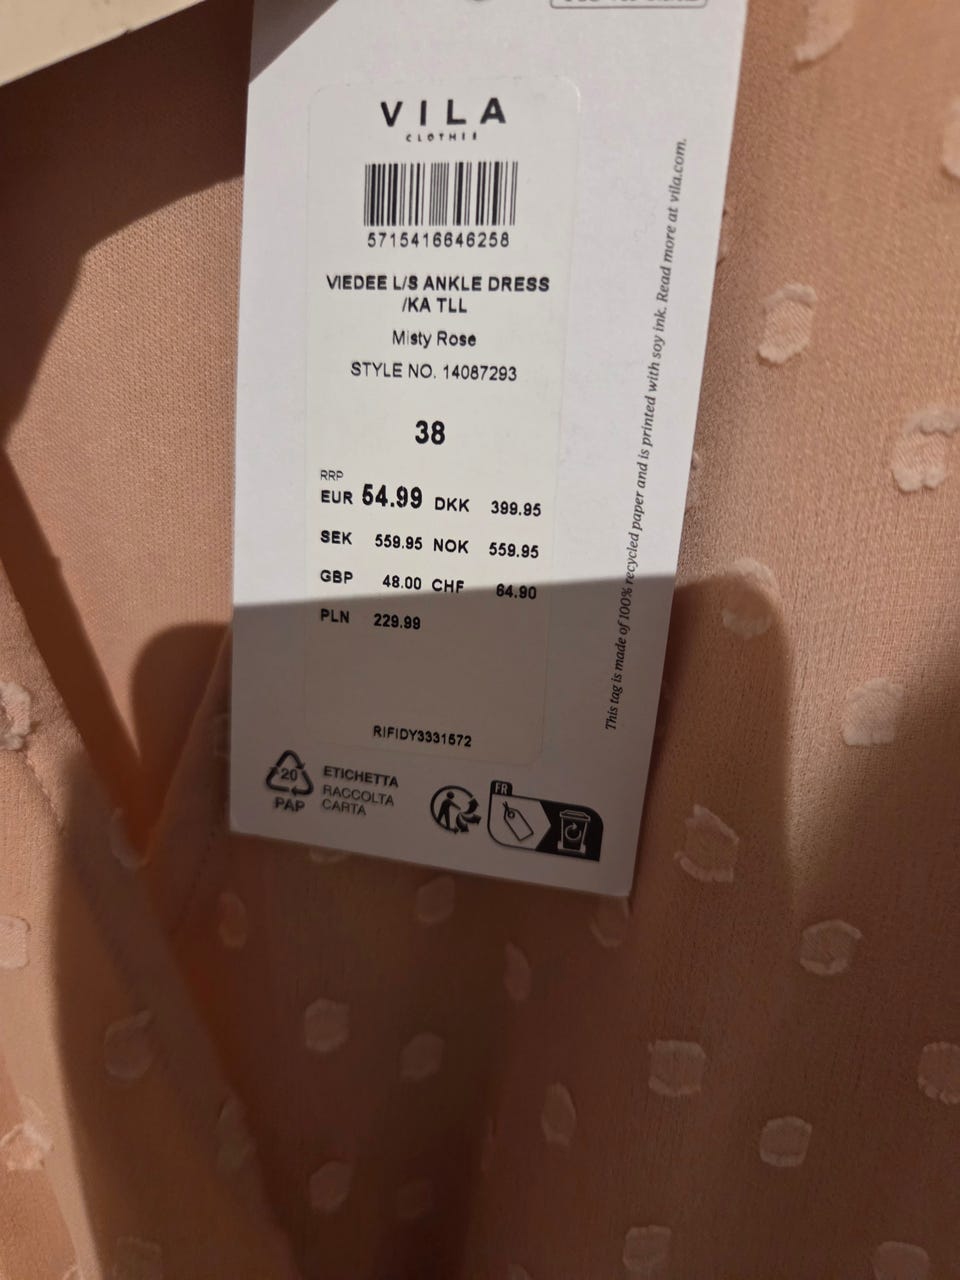 VILA
CLOTHES
5715416646258
VIEDEE L/S ANKLE DRESS
/KA TLL
Misty Rose
STYLE NO. 14087293
38
RRP
EUR 54.99 DKK 399.95
SEK 559.95 NOK 559.95
GBP 48.00 CHF 64.90
PLN 229.99
RIFIDY3331572
20
PAP
ETICHETTA
RACCOLTA
CARTA
FR
This tag is made of 100% recycled paper and is printed with soy ink. Read more at vila.com.